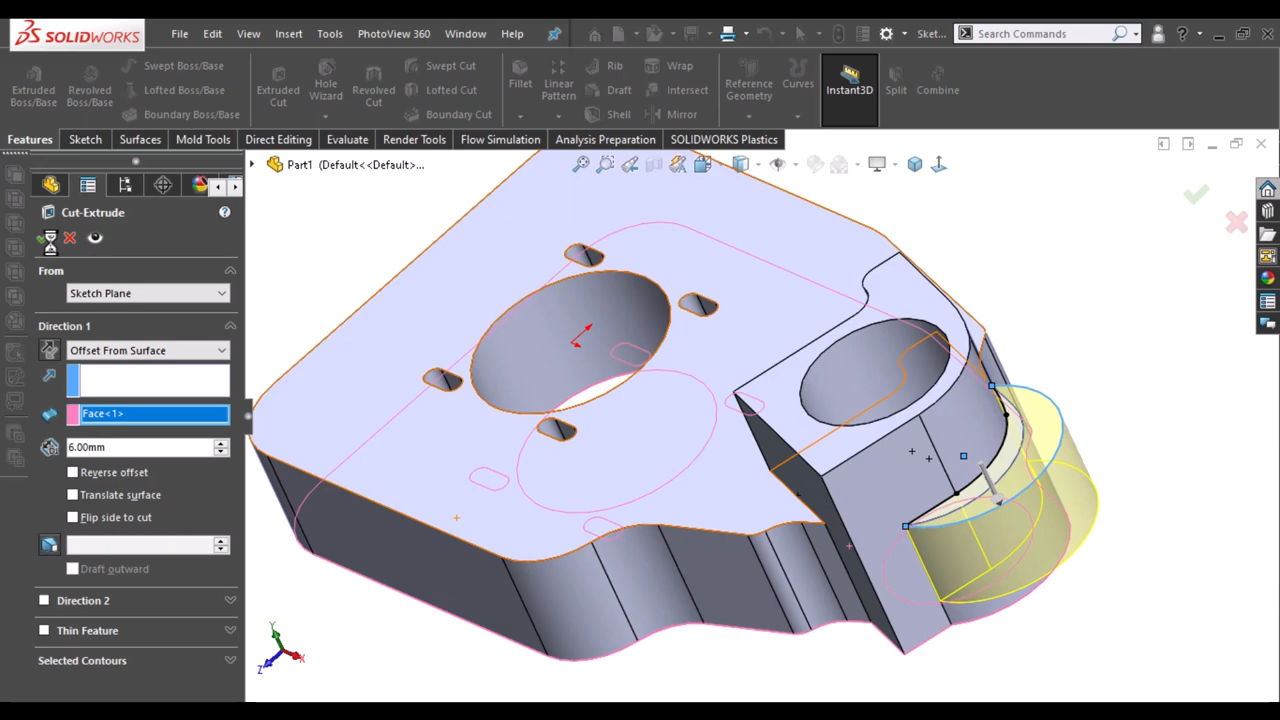 SOLIDWORKS
File Edit View Insert Tools PhotoView 360 Window Help
Sket...
Search Commands
?
Extruded Boss/Base
Revolved Boss/Base
Swept Boss/Base
Lofted Boss/Base
Boundary Boss/Base
Extruded Cut
Hole Wizard
Revolved Cut
Swept Cut
Lofted Cut
Boundary Cut
Fillet
Linear Pattern
Rib
Draft
Shell
Wrap
Intersect
Mirror
Reference Geometry
Curves
Instant3D
Split
Combine
Features Sketch Surfaces Mold Tools Direct Editing Evaluate Render Tools Flow Simulation Analysis Preparation SOLIDWORKS Plastics
Part1 (Default<<Default>...
Cut-Extrude
?
From
Sketch Plane
Direction 1
Offset From Surface
Face<1>
6.00mm
Reverse offset
Translate surface
Flip side to cut
Draft outward
Direction 2
Thin Feature
Selected Contours
Y
X
Z